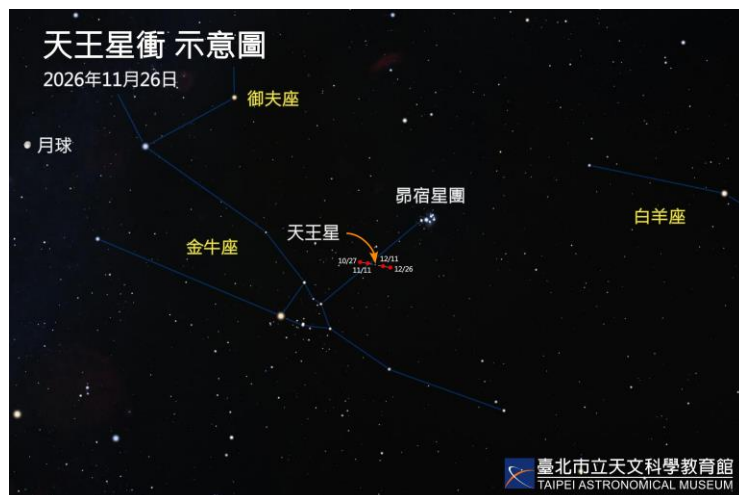 天王星衝 示意圖
2026年11月26日
御夫座
月球
昴宿星團
白羊座
天王星
金牛座
10/27
12/11
11/11
12/26
臺北市立天文科學教育館
TAIPEI ASTRONOMICAL MUSEUM